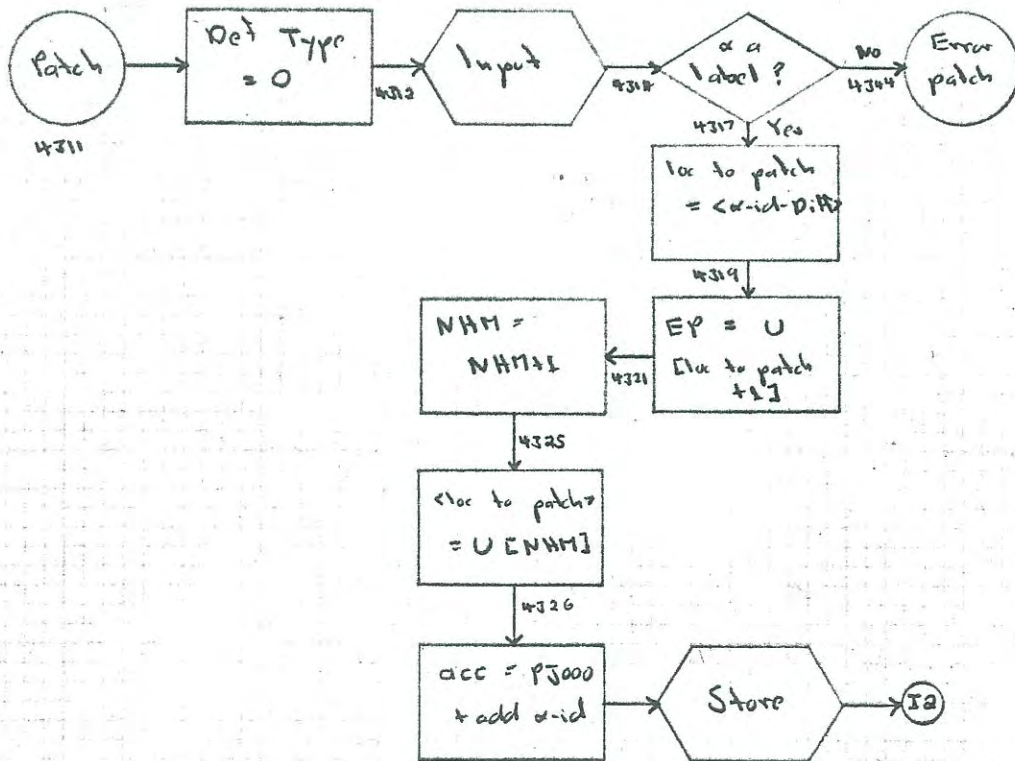 Patch
4311
Def Type
= 0
4312
Input
4314
α a
label ?
No
4344
Error
patch
4317
Yes
loc to patch
= <α-id-Diff>
4319
EP = U
[loc to patch
+1]
4321
NHM =
NHM+1
4325
<loc to patch>
= U [NHM]
4326
acc = PJ000
+ add α-id
Store
I2